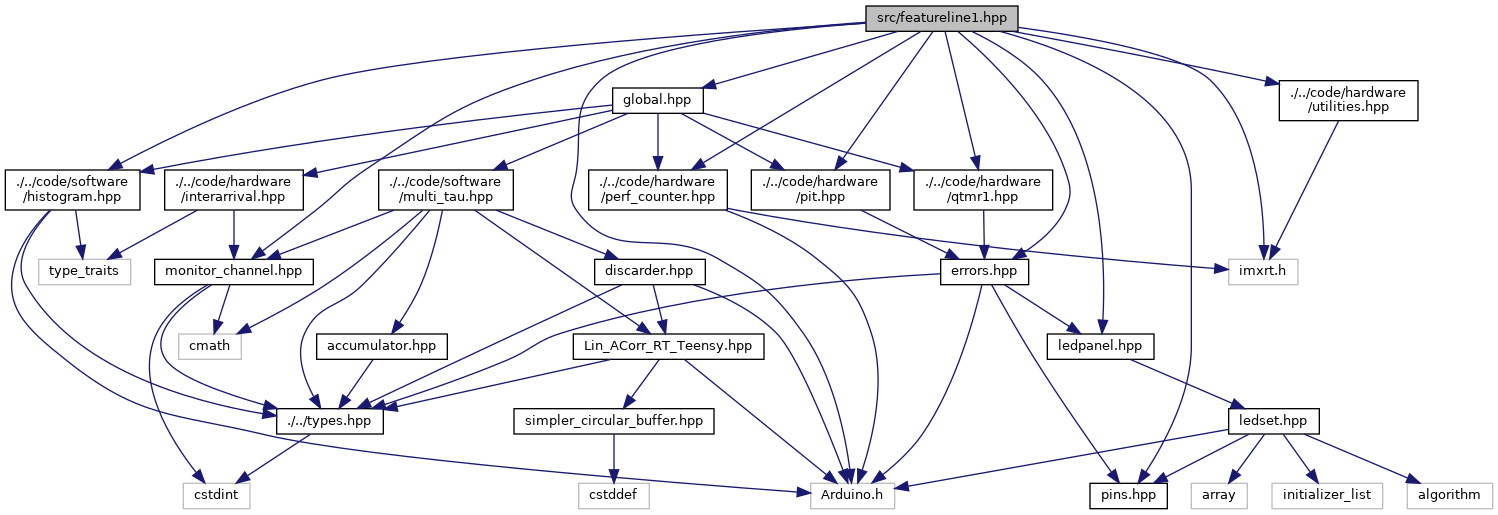 src/featureline1.hpp
./../code/hardware
/utilities.hpp
global.hpp
./../code/software
/histogram.hpp
./../code/hardware
/interarrival.hpp
./../code/software
/multi_tau.hpp
./../code/hardware
/perf_counter.hpp
./../code/hardware
/pit.hpp
./../code/hardware
/qtmr1.hpp
type_traits
monitor_channel.hpp
discarder.hpp
errors.hpp
imxrt.h
cmath
accumulator.hpp
Lin_ACorr_RT_Teensy.hpp
ledpanel.hpp
./../types.hpp
simpler_circular_buffer.hpp
ledset.hpp
cstdint
cstddef
Arduino.h
pins.hpp
array
initializer_list
algorithm